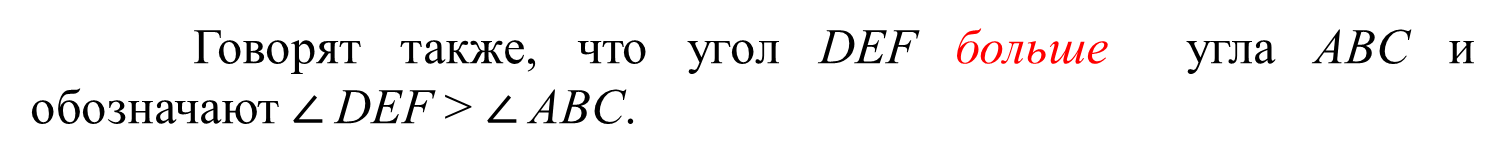 Говорят также, что угол DEF больше угла ABC и
обозначают ∠ DEF > ∠ ABC.